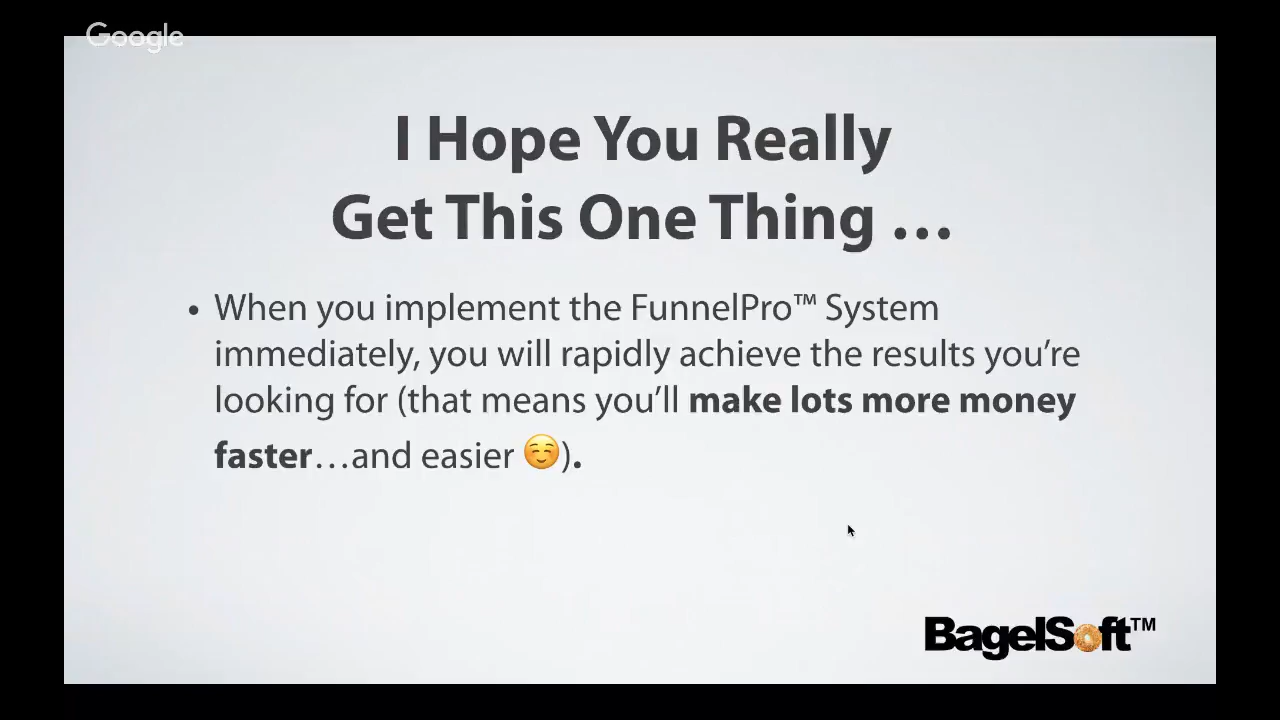 Google
I Hope You Really
Get This One Thing …
• When you implement the FunnelPro™ System
immediately, you will rapidly achieve the results you’re
looking for (that means you’ll make lots more money
faster…and easier ☺️).
BagelSoft™